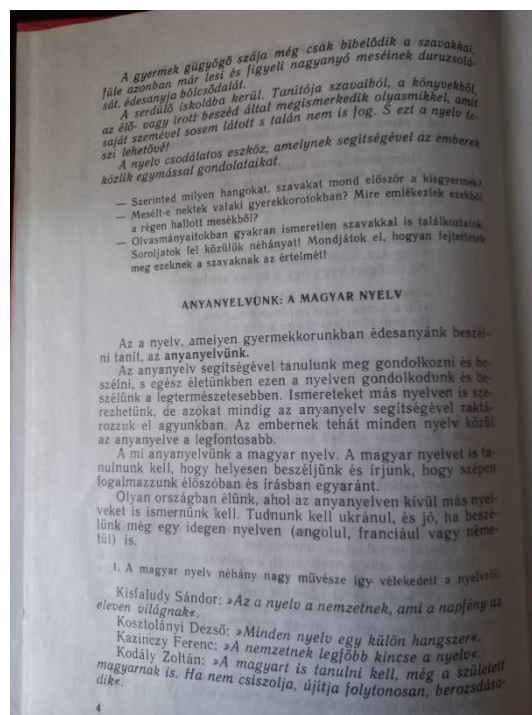 A gyermek gügyögő szája még csak bibelődik a szavakkal,
füle azonban már lesi és figyeli nagyanyó meséinek duruzsolá-
sát, édesanyja bölcsődalát.
A serdülő iskolába kerül. Tanítója szavaiból, a könyvekből,
az élő- vagy írott beszéd által megismerkedik olyasmikkel, amit
saját szemével sosem látott s talán nem is fog. S ezt a nyelv te-
szi lehetővé!
A nyelv csodálatos eszköz, amelynek segítségével az emberek
közlik egymással gondolataikat.
— Szerinted milyen hangokat, szavakat mond először a kisgyermek?
— Mesélt-e nektek valaki gyerekkorotokban? Mire emlékeztek ezekből
a régen hallott mesékből?
— Olvasmányaitokban gyakran ismeretlen szavakkal is találkoztatok.
Soroljatok fel közülük néhányat! Mondjátok el, hogyan fejtettétek
meg ezeknek a szavaknak az értelmét!
ANYANYELVÜNK: A MAGYAR NYELV
Az a nyelv, amelyen gyermekkorunkban édesanyánk beszél-
ni tanít, az anyanyelvünk.
Az anyanyelv segítségével tanulunk meg gondolkozni és be-
szélni, s egész életünkben ezen a nyelven gondolkodunk és be-
szélünk a legtermészetesebben. Ismereteket más nyelven is sze-
rezhetünk, de azokat mindig az anyanyelv segítségével raktá-
rozzuk el agyunkban. Az embernek tehát minden nyelv közül
az anyanyelve a legfontosabb.
A mi anyanyelvünk a magyar nyelv. A magyar nyelvet is ta-
nulnunk kell, hogy helyesen beszéljünk és írjunk, hogy szépen
fogalmazzunk élőszóban és írásban egyaránt.
Olyan országban élünk, ahol az anyanyelven kívül más nyel-
veket is ismernünk kell. Tudnunk kell ukránul, és jó, ha beszé-
lünk még egy idegen nyelven (angolul, franciául vagy néme-
tül) is.
1. A magyar nyelv néhány nagy művésze így vélekedett a nyelvről:
Kisfaludy Sándor: »Az a nyelv a nemzetnek, ami a napfény az
eleven világnak«.
Kosztolányi Dezső: »Minden nyelv egy külön hangszer«.
Kazinczy Ferenc: »A nemzetnek legfőbb kincse a nyelv«.
Kodály Zoltán: »A magyart is tanulni kell, még a született
magyarnak is. Ha nem csiszolja, újítja folytonosan, berozsdáso-
dik«.
4